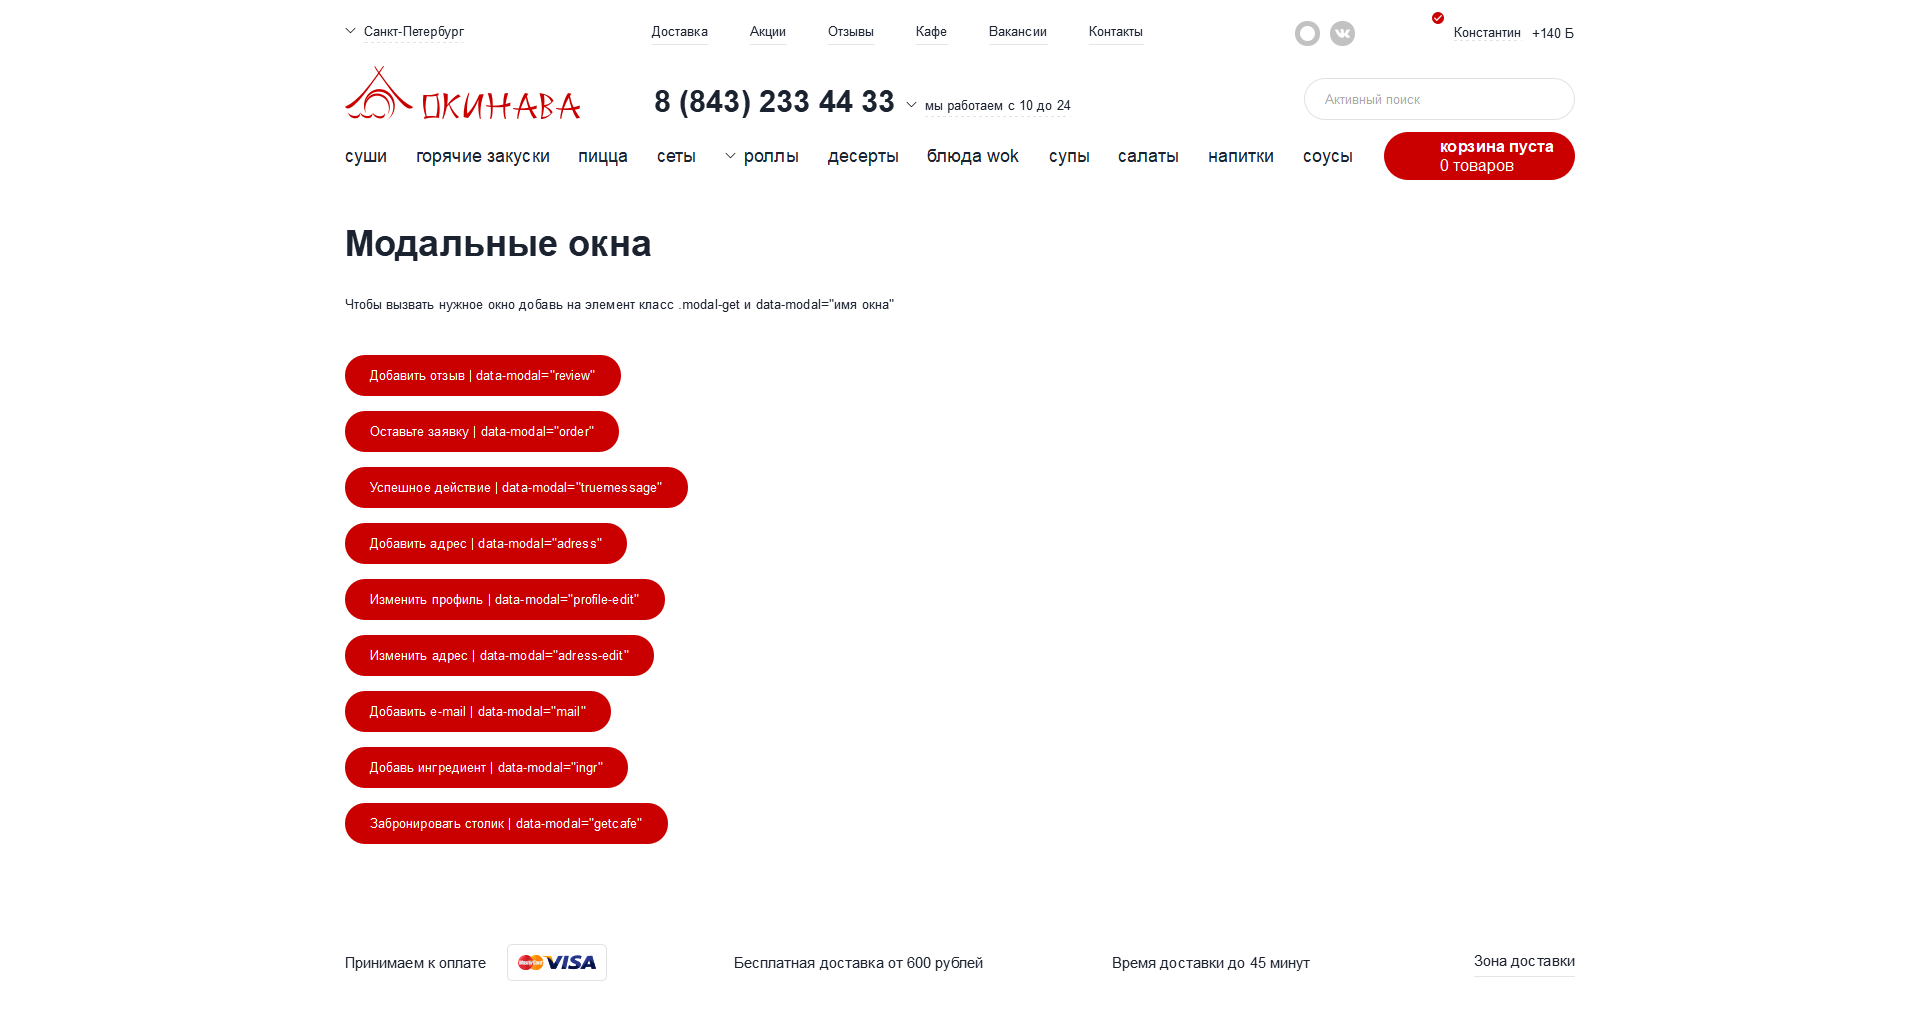 Санкт-Петербург
Доставка
Акции
Отзывы
Кафе
Вакансии
Контакты
Константин
+140 Б
ОКИНАВА
8 (843) 233 44 33
мы работаем с 10 до 24
Активный поиск
суши
горячие закуски
пицца
сеты
роллы
десерты
блюда wok
супы
салаты
напитки
соусы
корзина пуста
0 товаров
Модальные окна
Чтобы вызвать нужное окно добавь на элемент класс .modal-get и data-modal="имя окна"
Добавить отзыв | data-modal="review"
Оставьте заявку | data-modal="order"
Успешное действие | data-modal="truemessage"
Добавить адрес | data-modal="adress"
Изменить профиль | data-modal="profile-edit"
Изменить адрес | data-modal="adress-edit"
Добавить e-mail | data-modal="mail"
Добавь ингредиент | data-modal="ingr"
Забронировать столик | data-modal="getcafe"
Принимаем к оплате
MasterCard VISA
Бесплатная доставка от 600 рублей
Время доставки до 45 минут
Зона доставки